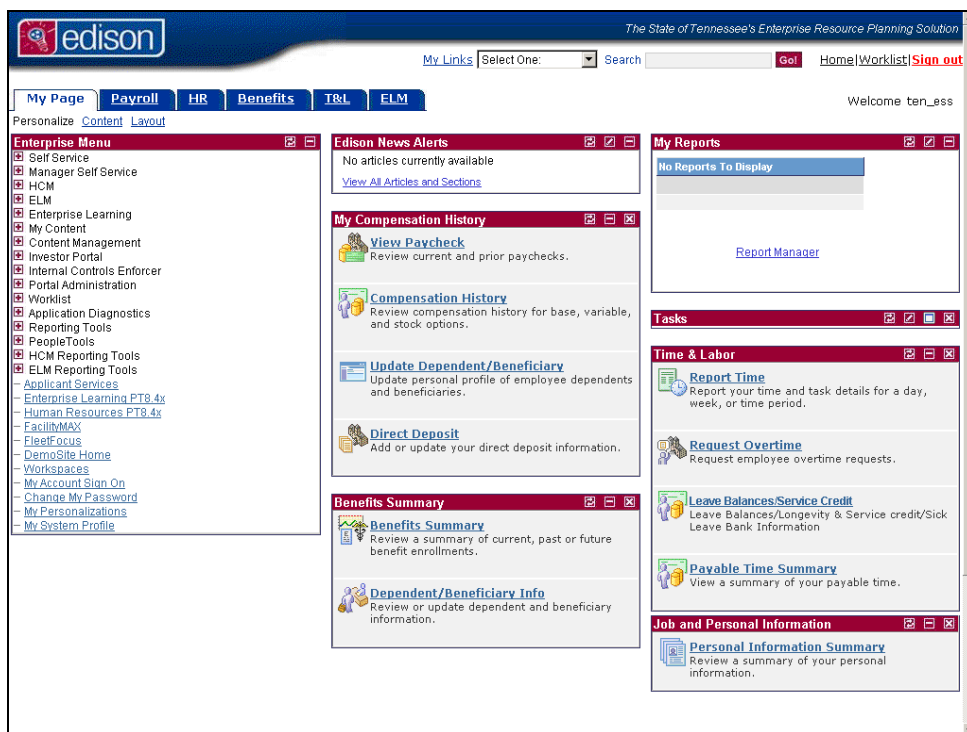 edison
The State of Tennessee's Enterprise Resource Planning Solution
My Links Select One: Search Go! Home|Worklist|Sign out
My Page Payroll HR Benefits T&L ELM
Welcome ten_ess
Personalize Content Layout
Enterprise Menu
Self Service
Manager Self Service
HCM
ELM
Enterprise Learning
My Content
Content Management
Investor Portal
Internal Controls Enforcer
Portal Administration
Worklist
Application Diagnostics
Reporting Tools
PeopleTools
HCM Reporting Tools
ELM Reporting Tools
– Applicant Services
– Enterprise Learning PT8.4x
– Human Resources PT8.4x
– FacilityMAX
– FleetFocus
– DemoSite Home
– Workspaces
– My Account Sign On
– Change My Password
– My Personalizations
– My System Profile
Edison News Alerts
No articles currently available
View All Articles and Sections
My Compensation History
View Paycheck
Review current and prior paychecks.
Compensation History
Review compensation history for base, variable,
and stock options.
Update Dependent/Beneficiary
Update personal profile of employee dependents
and beneficiaries.
Direct Deposit
Add or update your direct deposit information.
Benefits Summary
Benefits Summary
Review a summary of current, past or future
benefit enrollments.
Dependent/Beneficiary Info
Review or update dependent and beneficiary
information.
My Reports
No Reports To Display
Report Manager
Tasks
Time & Labor
Report Time
Report your time and task details for a day,
week, or time period.
Request Overtime
Request employee overtime requests.
Leave Balances/Service Credit
Leave Balances/Longevity & Service credit/Sick
Leave Bank Information
Payable Time Summary
View a summary of your payable time.
Job and Personal Information
Personal Information Summary
Review a summary of your personal
information.